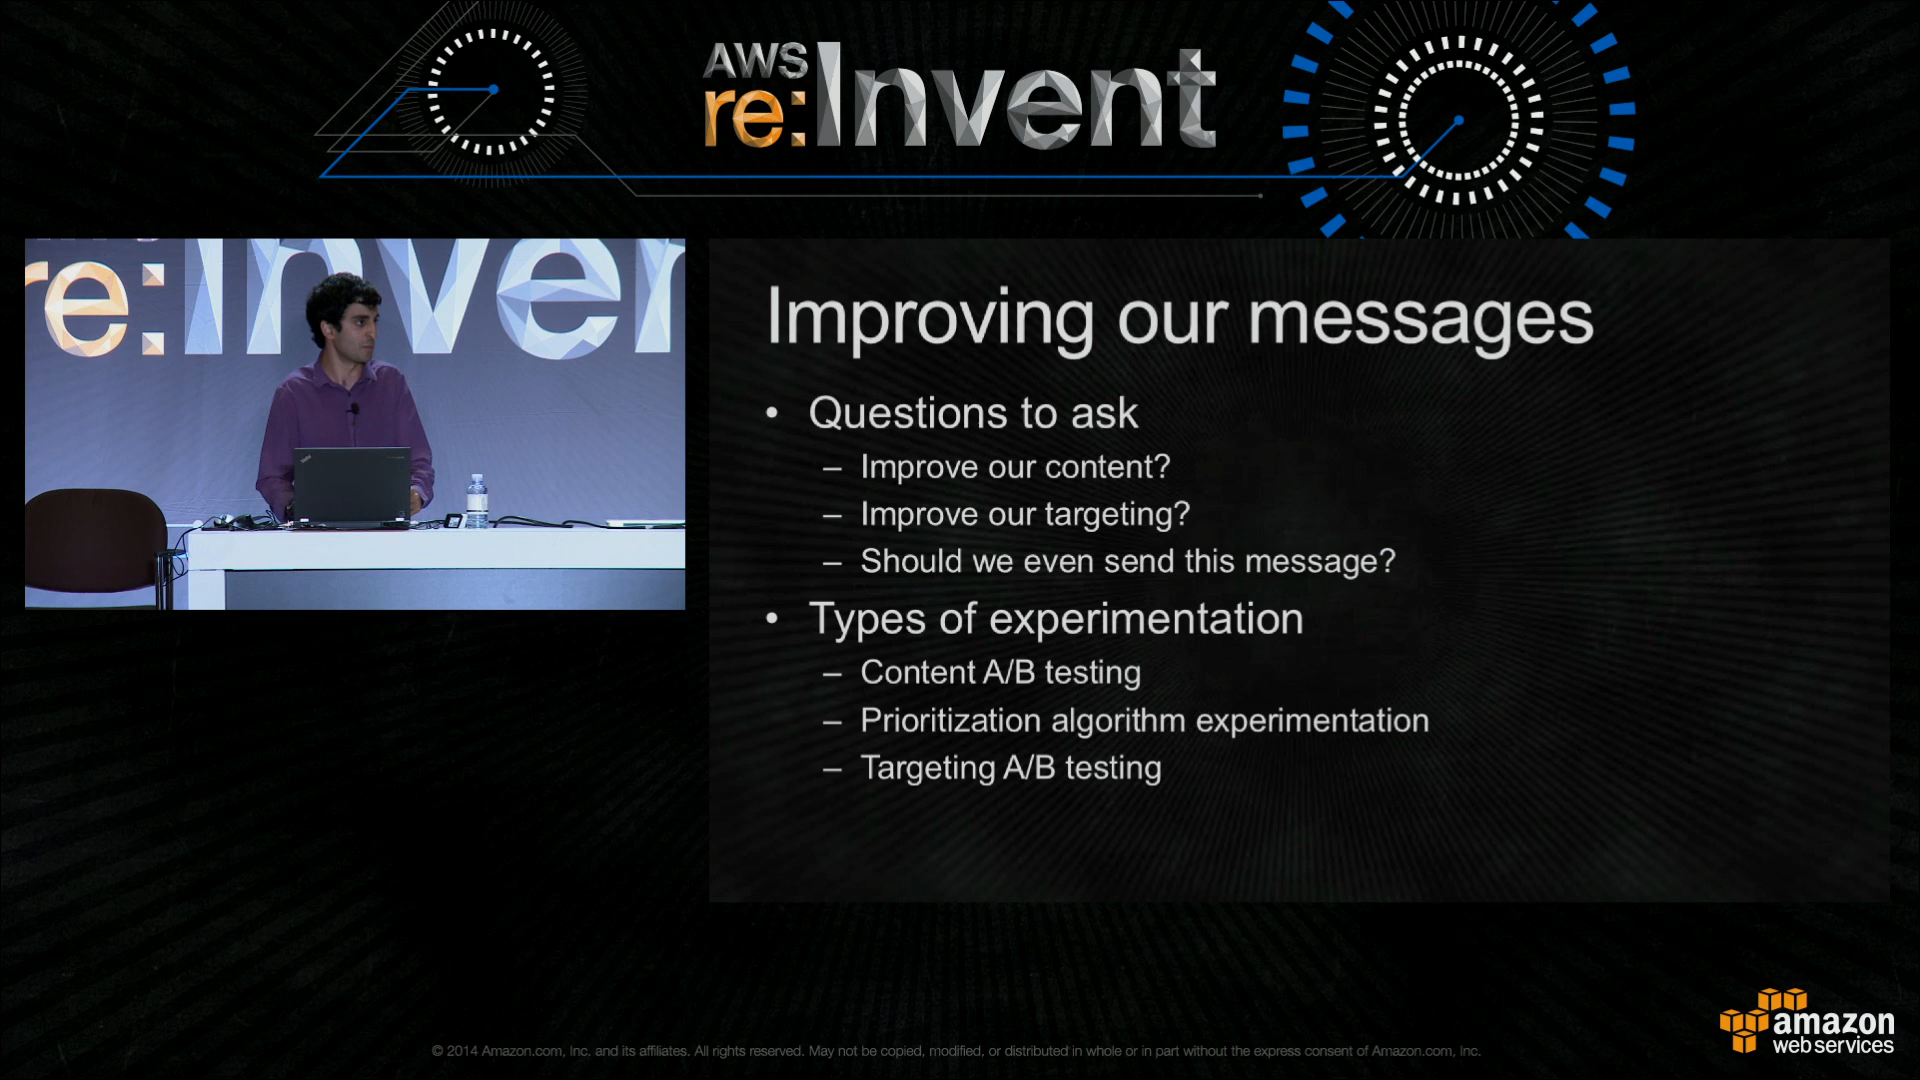 AWS
re:Invent
re:Inven
Improving our messages
• Questions to ask
– Improve our content?
– Improve our targeting?
– Should we even send this message?
• Types of experimentation
– Content A/B testing
– Prioritization algorithm experimentation
– Targeting A/B testing
© 2014 Amazon.com, Inc. and its affiliates. All rights reserved. May not be copied, modified, or distributed in whole or in part without the express consent of Amazon.com, Inc.
amazon
web services